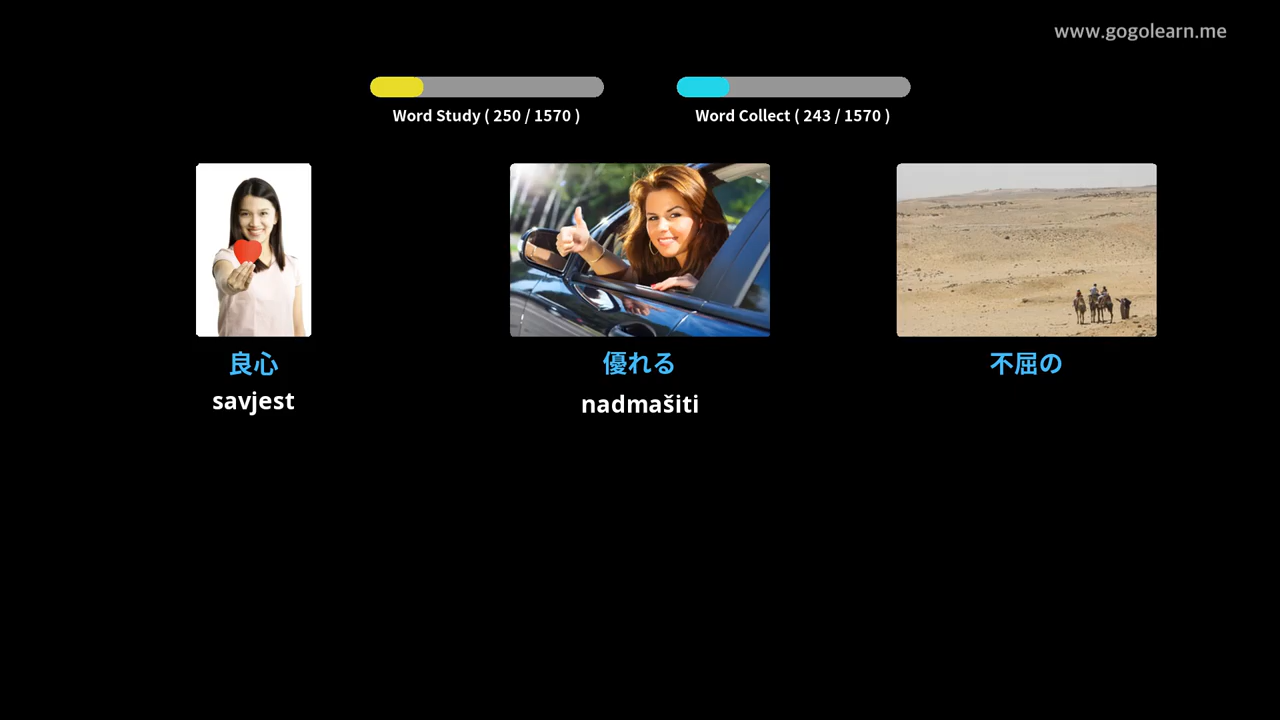 www.gogolearn.me
Word Study ( 250 / 1570 )
Word Collect ( 243 / 1570 )
良心
savjest
優れる
nadmašiti
不屈の